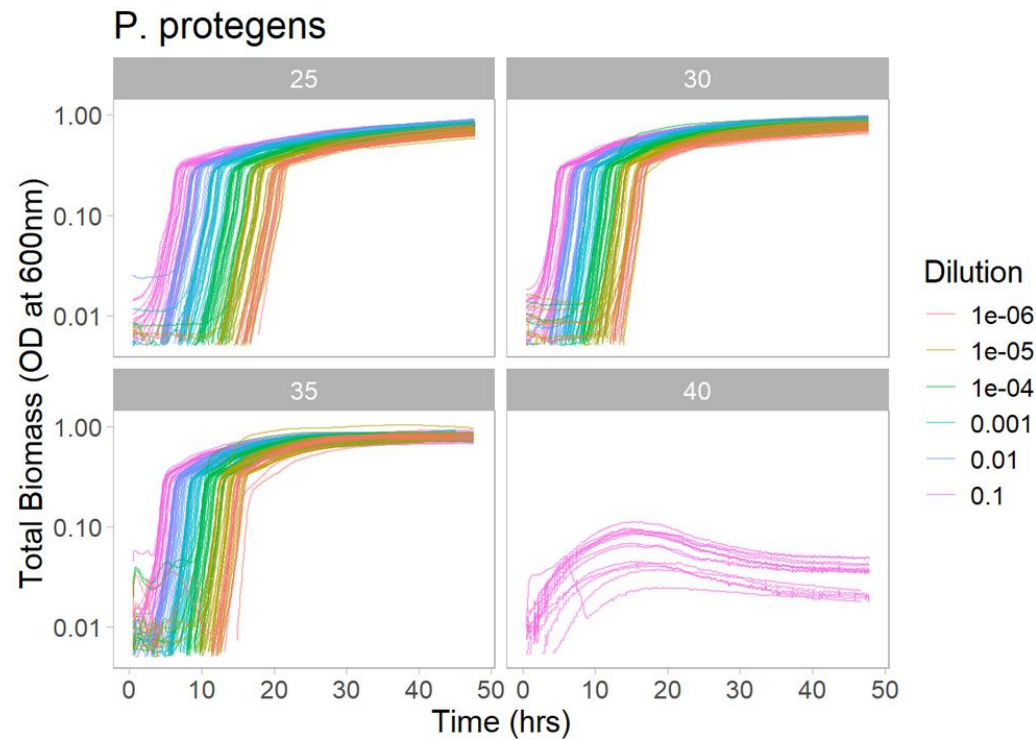 P. protegens
25
30
1.00
0.10
0.01
35
40
1.00
0.10
0.01
0 10 20 30 40 50 0 10 20 30 40 50
Time (hrs)
Total Biomass (OD at 600nm)
Dilution
1e-06
1e-05
1e-04
0.001
0.01
0.1